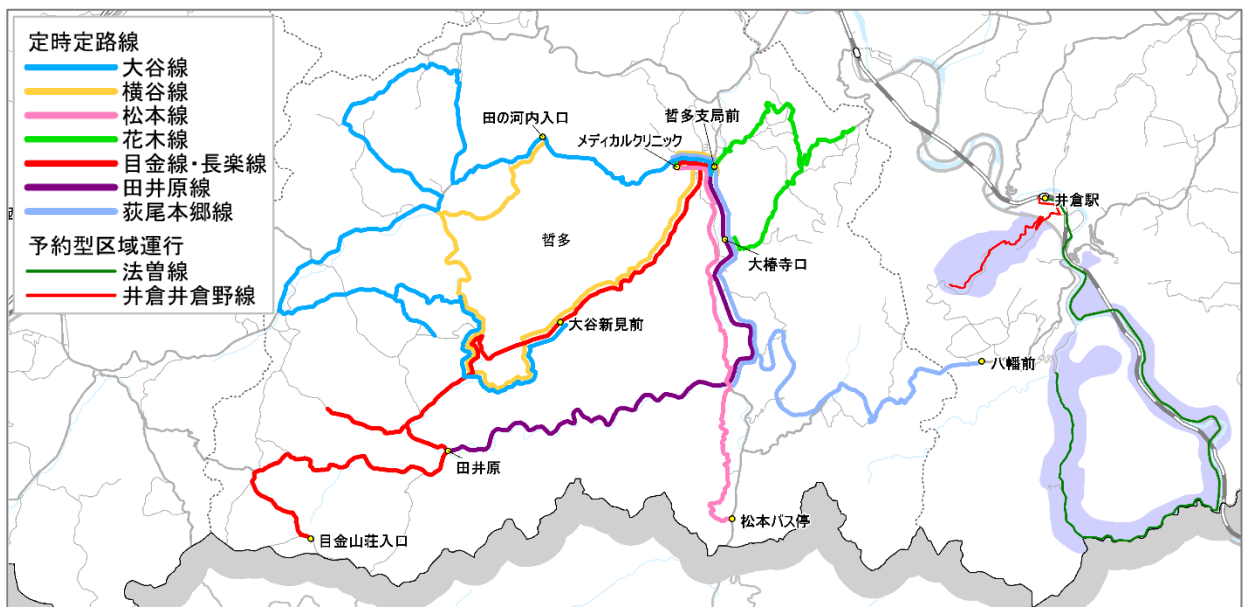 定時定路線
大谷線
横谷線
松本線
花木線
目金線・長楽線
田井原線
荻尾本郷線
予約型区域運行
法曽線
井倉井倉野線
田の河内入口
哲多支局前
メディカルクリニック
井倉駅
哲多
大椿寺口
大谷新見前
八幡前
田井原
松本バス停
目金山荘入口